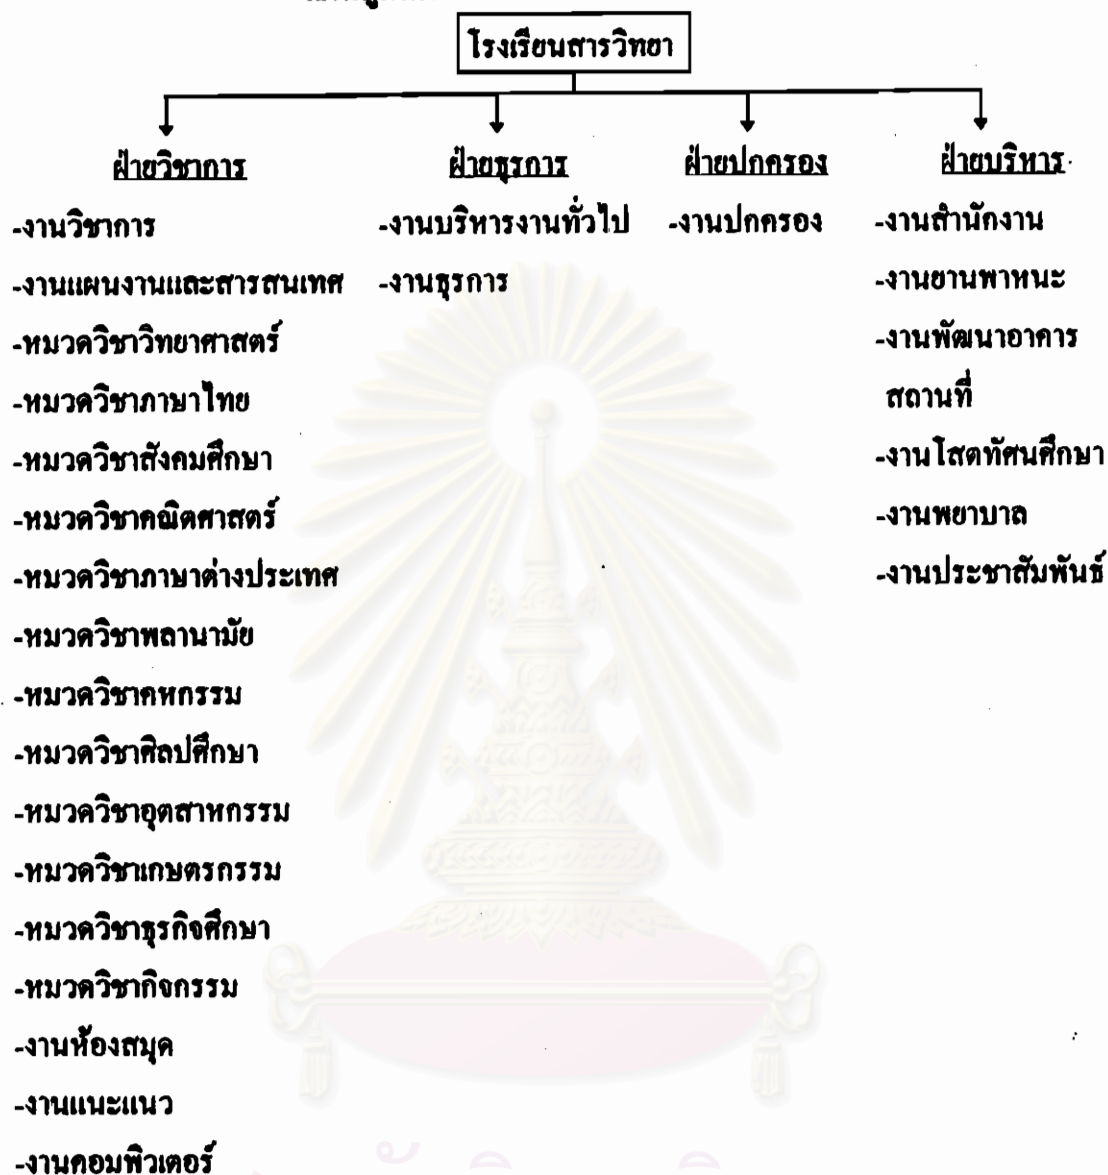 โรงเรียนสารวิทยา
ฝ่ายวิชาการ
-งานวิชาการ
-งานแผนงานและสารสนเทศ
-หมวดวิชาวิทยาศาสตร์
-หมวดวิชาภาษาไทย
-หมวดวิชาสังคมศึกษา
-หมวดวิชาคณิตศาสตร์
-หมวดวิชาภาษาต่างประเทศ
-หมวดวิชาพลานามัย
-หมวดวิชาคหกรรม
-หมวดวิชาศิลปศึกษา
-หมวดวิชาอุตสาหกรรม
-หมวดวิชาเกษตรกรรม
-หมวดวิชาธุรกิจศึกษา
-หมวดวิชากิจกรรม
-งานห้องสมุด
-งานแนะแนว
-งานคอมพิวเตอร์
ฝ่ายธุรการ
-งานบริหารงานทั่วไป
-งานธุรการ
ฝ่ายปกครอง
-งานปกครอง
ฝ่ายบริหาร
-งานสำนักงาน
-งานยานพาหนะ
-งานพัฒนาอาคาร
สถานที่
-งานโสตทัศนศึกษา
-งานพยาบาล
-งานประชาสัมพันธ์